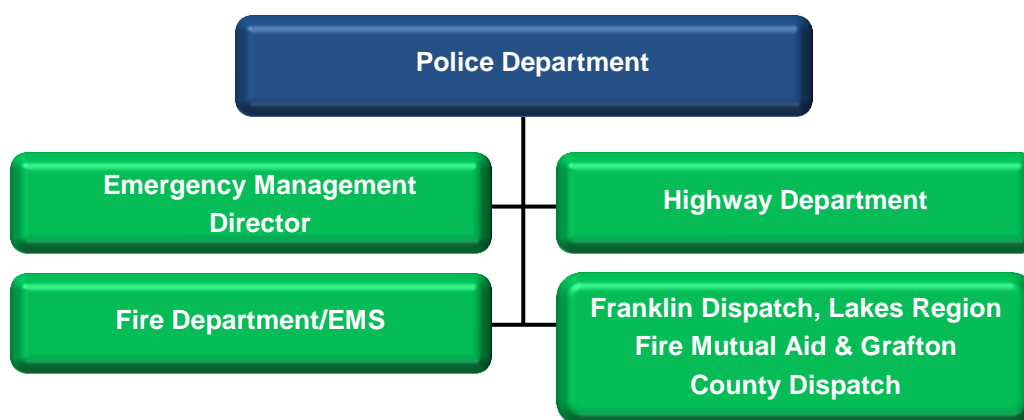 Police Department
Emergency Management
Director
Highway Department
Fire Department/EMS
Franklin Dispatch, Lakes Region
Fire Mutual Aid & Grafton
County Dispatch